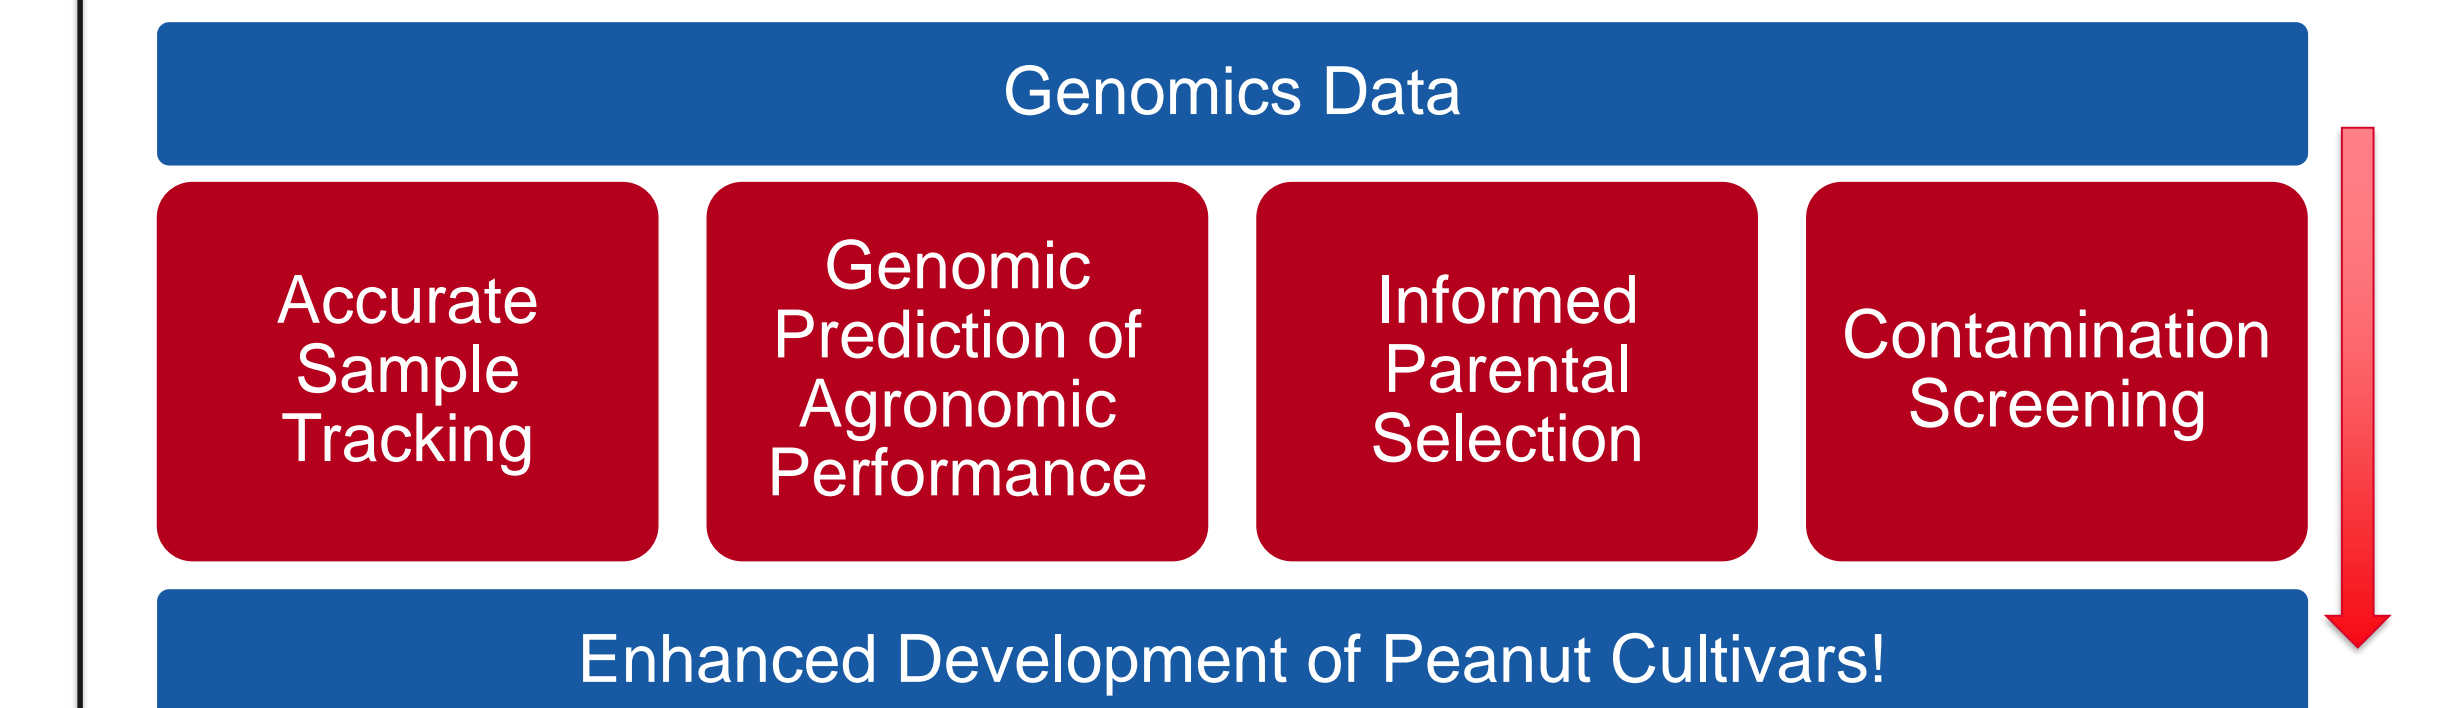 Genomics Data
Accurate
Sample
Tracking
Genomic
Prediction of
Agronomic
Performance
Informed
Parental
Selection
Contamination
Screening
Enhanced Development of Peanut Cultivars!